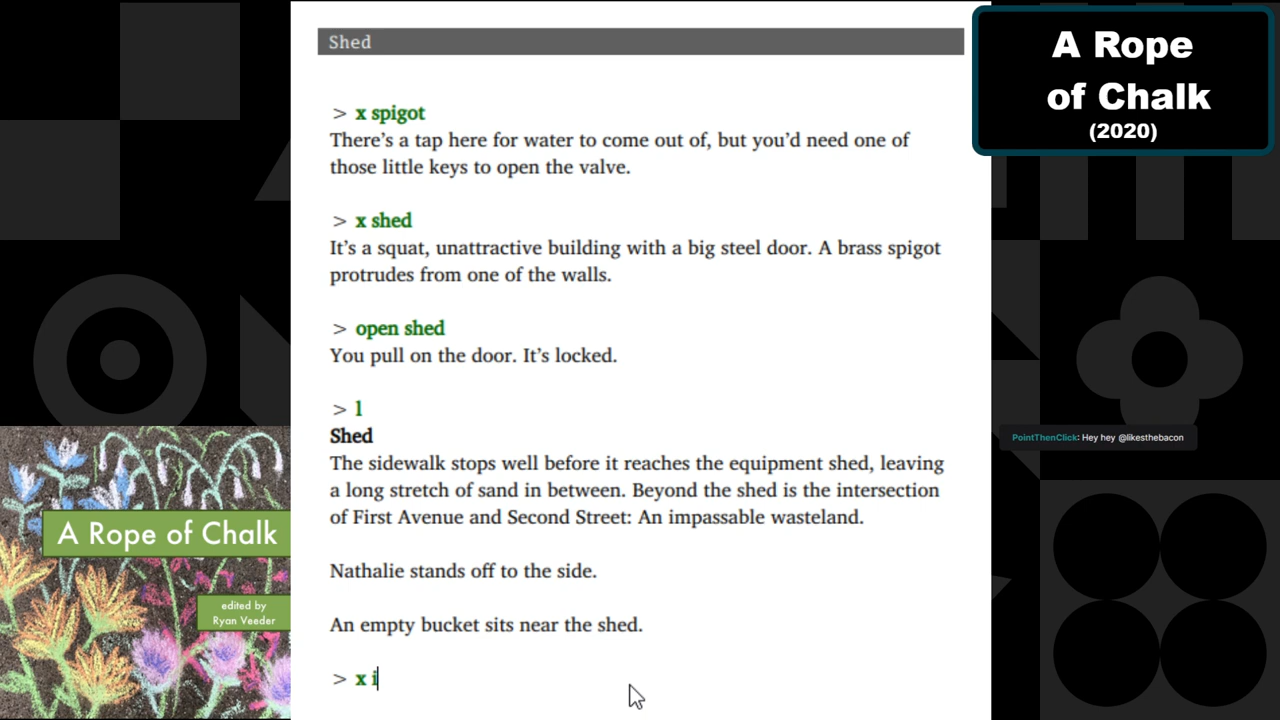 Shed
> x spigot
There's a tap here for water to come out of, but you'd need one of
those little keys to open the valve.
> x shed
It's a squat, unattractive building with a big steel door. A brass spigot
protrudes from one of the walls.
> open shed
You pull on the door. It's locked.
> l
Shed
The sidewalk stops well before it reaches the equipment shed, leaving
a long stretch of sand in between. Beyond the shed is the intersection
of First Avenue and Second Street: An impassable wasteland.
Nathalie stands off to the side.
An empty bucket sits near the shed.
> x i
A Rope
of Chalk
(2020)
PointThenClick: Hey hey @likesthebacon
A Rope of Chalk
edited by
Ryan Veeder